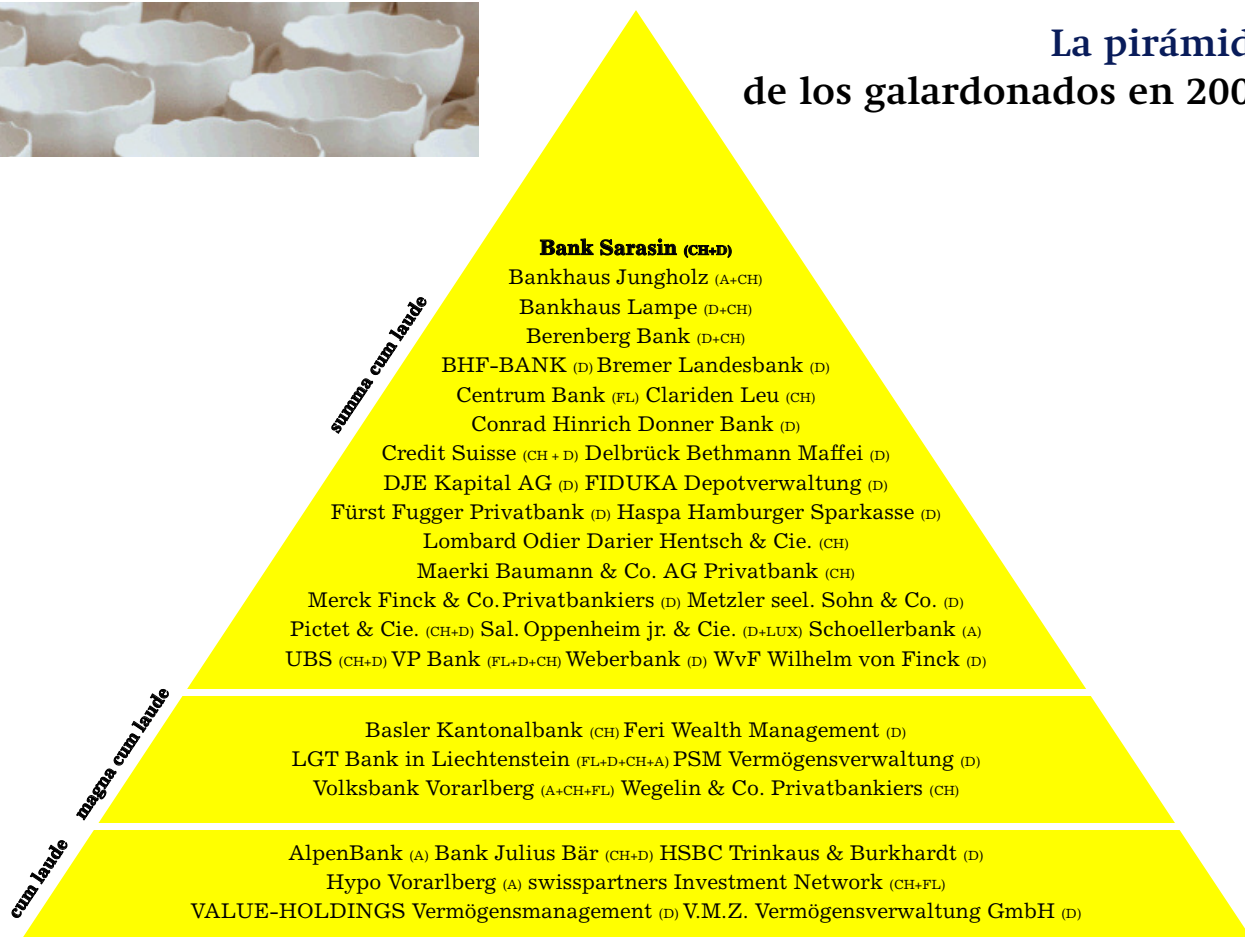 La pirámid
de los galardonados en 200
Bank Sarasin (CH+D)
Bankhaus Jungholz (A+CH)
Bankhaus Lampe (D+CH)
Berenberg Bank (D+CH)
BHF-BANK (D) Bremer Landesbank (D)
Centrum Bank (FL) Clariden Leu (CH)
Conrad Hinrich Donner Bank (D)
Credit Suisse (CH + D) Delbrück Bethmann Maffei (D)
DJE Kapital AG (D) FIDUKA Depotverwaltung (D)
Fürst Fugger Privatbank (D) Haspa Hamburger Sparkasse (D)
Lombard Odier Darier Hentsch & Cie. (CH)
Maerki Baumann & Co. AG Privatbank (CH)
Merck Finck & Co. Privatbankiers (D) Metzler seel. Sohn & Co. (D)
Pictet & Cie. (CH+D) Sal. Oppenheim jr. & Cie. (D+LUX) Schoellerbank (A)
UBS (CH+D) VP Bank (FL+D+CH) Weberbank (D) WvF Wilhelm von Finck (D)
summa cum laude
Basler Kantonalbank (CH) Feri Wealth Management (D)
LGT Bank in Liechtenstein (FL+D+CH+A) PSM Vermögensverwaltung (D)
Volksbank Vorarlberg (A+CH+FL) Wegelin & Co. Privatbankiers (CH)
magna cum laude
AlpenBank (A) Bank Julius Bär (CH+D) HSBC Trinkaus & Burkhardt (D)
Hypo Vorarlberg (A) swisspartners Investment Network (CH+FL)
VALUE-HOLDINGS Vermögensmanagement (D) V.M.Z. Vermögensverwaltung GmbH (D)
cum laude